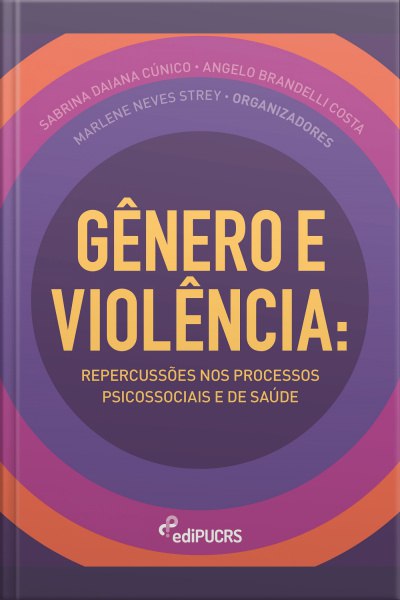 SABRINA DAIANA CÚNICO • ANGELO BRANDELLI COSTA
MARLENE NEVES STREY • ORGANIZADORES
GÊNERO E
VIOLÊNCIA:
REPERCUSSÕES NOS PROCESSOS
PSICOSSOCIAIS E DE SAÚDE
ediPUCRS